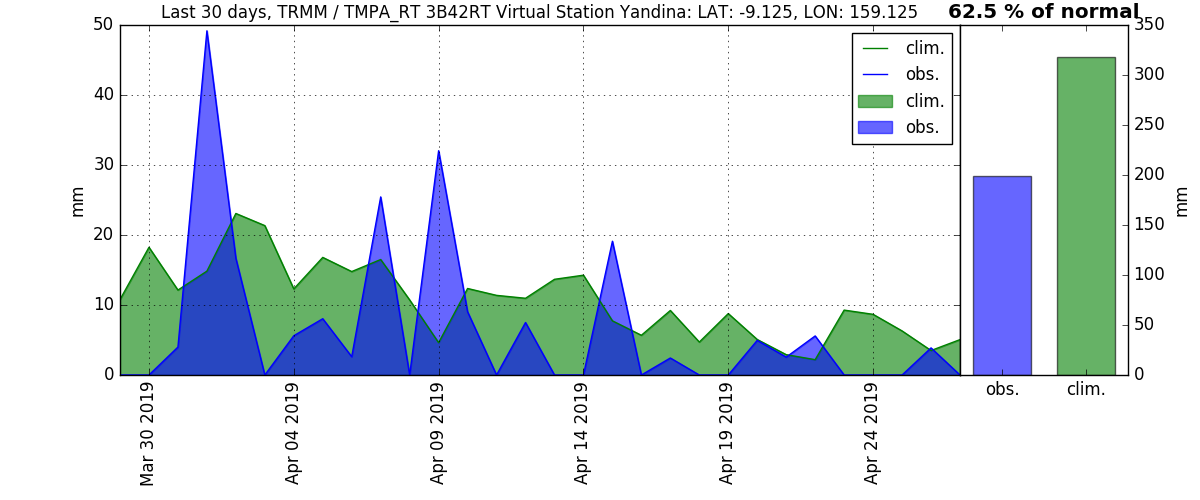 Last 30 days, TRMM / TMPA_RT 3B42RT Virtual Station Yandina: LAT: -9.125, LON: 159.125
62.5 % of normal
50
40
30
20
10
0
mm
clim.
obs.
clim.
obs.
350
300
250
200
150
100
50
0
mm
obs.
clim.
Mar 30 2019
Apr 04 2019
Apr 09 2019
Apr 14 2019
Apr 19 2019
Apr 24 2019